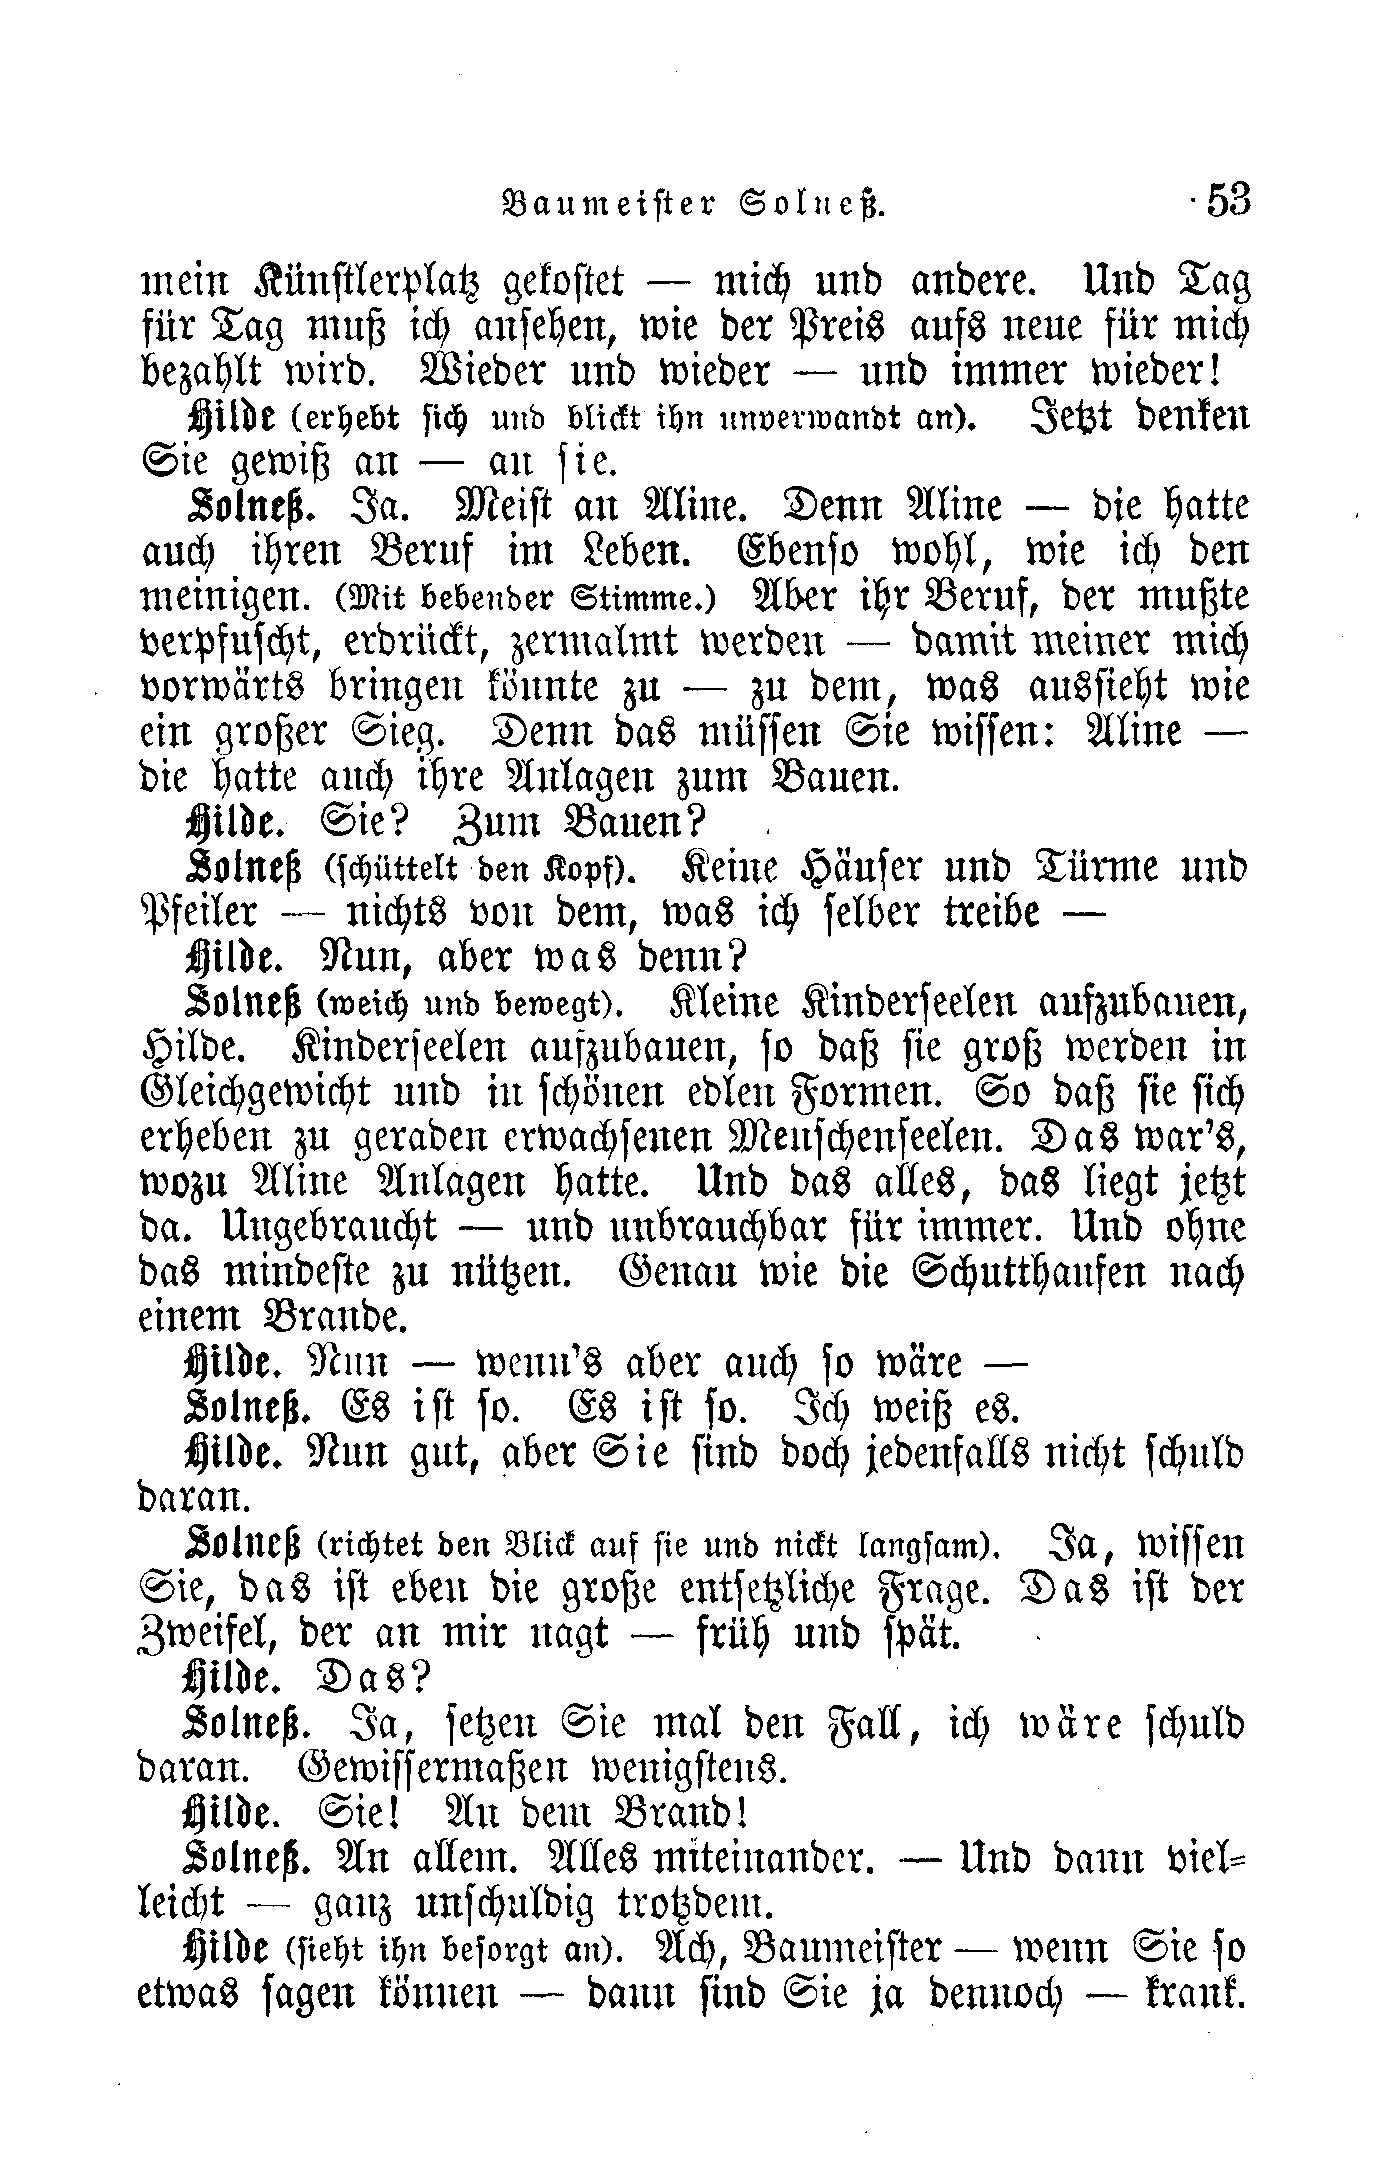 Baumeister Solneß. 53
mein Künstlerplatz gekostet — mich und andere. Und Tag
für Tag muß ich ansehen, wie der Preis aufs neue für mich
bezahlt wird. Wieder und wieder — und immer wieder!
Hilde (erhebt sich und blickt ihn unverwandt an). Jetzt denken
Sie gewiß an — an sie.
Solneß. Ja. Meist an Aline. Denn Aline — die hatte
auch ihren Beruf im Leben. Ebenso wohl, wie ich den
meinigen. (Mit bebender Stimme.) Aber ihr Beruf, der mußte
verpfuscht, erdrückt, zermalmt werden — damit meiner mich
vorwärts bringen könnte zu — zu dem, was aussieht wie
ein großer Sieg. Denn das müssen Sie wissen: Aline —
die hatte auch ihre Anlagen zum Bauen.
Hilde. Sie? Zum Bauen?
Solneß (schüttelt den Kopf). Keine Häuser und Türme und
Pfeiler — nichts von dem, was ich selber treibe —
Hilde. Nun, aber was denn?
Solneß (weich und bewegt). Kleine Kinderseelen aufzubauen,
Hilde. Kinderseelen aufzubauen, so daß sie groß werden in
Gleichgewicht und in schönen edlen Formen. So daß sie sich
erheben zu geraden erwachsenen Menschenseelen. Das war's,
wozu Aline Anlagen hatte. Und das alles, das liegt jetzt
da. Ungebraucht — und unbrauchbar für immer. Und ohne
das mindeste zu nützen. Genau wie die Schutthaufen nach
einem Brande.
Hilde. Nun — wenn's aber auch so wäre —
Solneß. Es ist so. Es ist so. Ich weiß es.
Hilde. Nun gut, aber Sie sind doch jedenfalls nicht schuld
daran.
Solneß (richtet den Blick auf sie und nickt langsam). Ja, wissen
Sie, das ist eben die große entsetzliche Frage. Das ist der
Zweifel, der an mir nagt — früh und spät.
Hilde. Das?
Solneß. Ja, setzen Sie mal den Fall, ich wäre schuld
daran. Gewissermaßen wenigstens.
Hilde. Sie! An dem Brand!
Solneß. An allem. Alles miteinander. — Und dann viel-
leicht — ganz unschuldig trotzdem.
Hilde (sieht ihn besorgt an). Ach, Baumeister — wenn Sie so
etwas sagen können — dann sind Sie ja dennoch — krank.